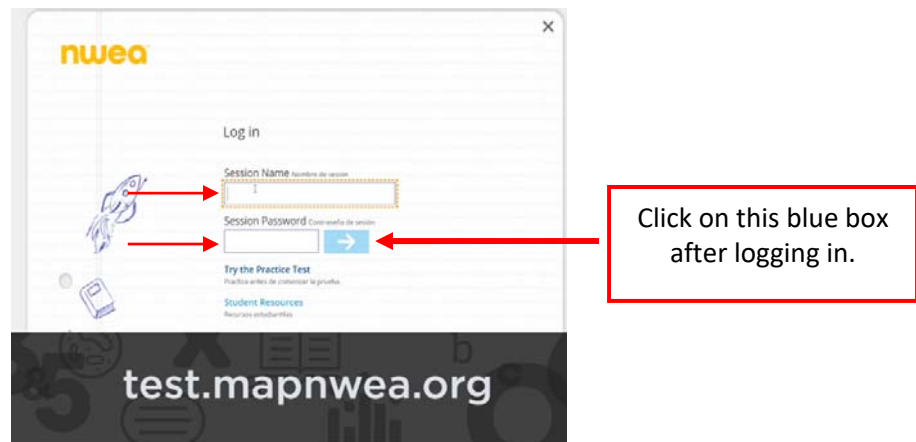 nwea
Log in
Session Name Nombre de sesión
Session Password Contraseña de sesión
Try the Practice Test
Practica antes de comenzar la prueba.
Student Resources
Recursos estudiantiles
test.mapnwea.org
Click on this blue box
after logging in.